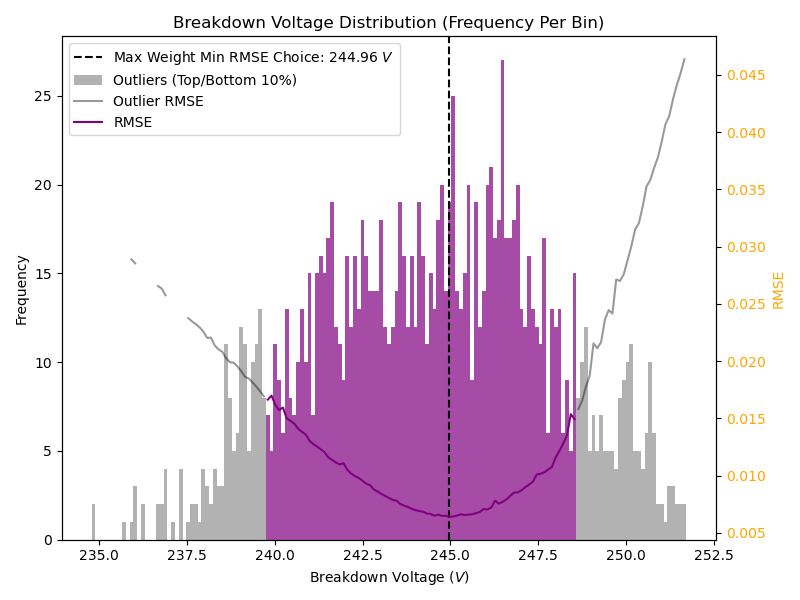 Breakdown Voltage Distribution (Frequency Per Bin)
Max Weight Min RMSE Choice: 244.96 V
Outliers (Top/Bottom 10%)
Outlier RMSE
RMSE
Frequency
25
20
15
10
5
0
0.045
0.040
0.035
0.030
0.025
0.020
0.015
0.010
0.005
RMSE
235.0 237.5 240.0 242.5 245.0 247.5 250.0 252.5
Breakdown Voltage (V)